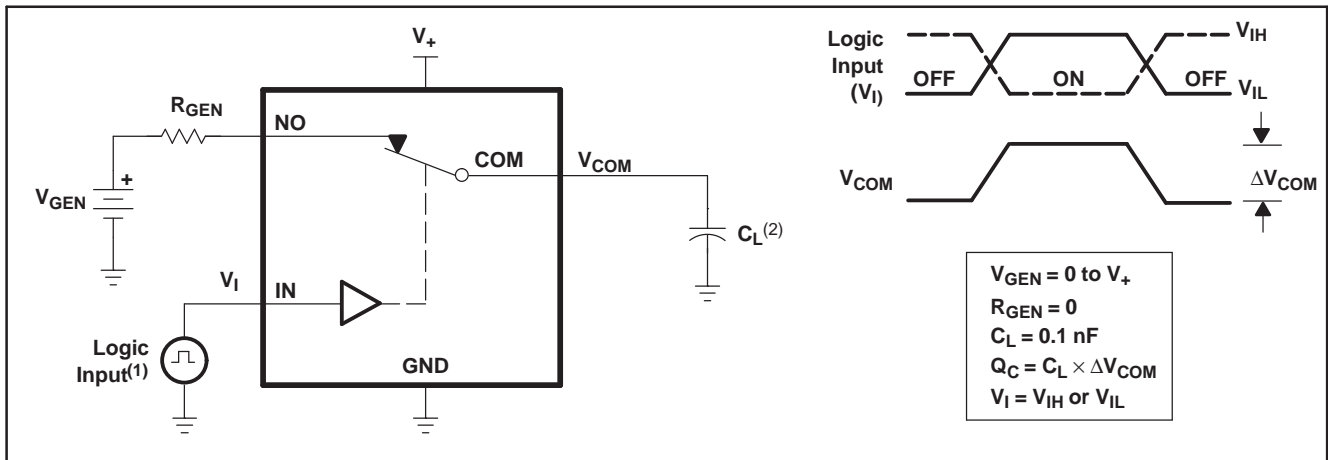 V+
RGEN
NO
COM
VCOM
VGEN
+
CL(2)
VI
IN
Logic
Input(1)
GND
Logic
Input
(VI)
VIH
OFF
ON
OFF
VIL
VCOM
ΔVCOM
VGEN = 0 to V+
RGEN = 0
CL = 0.1 nF
QC = CL × ΔVCOM
VI = VIH or VIL